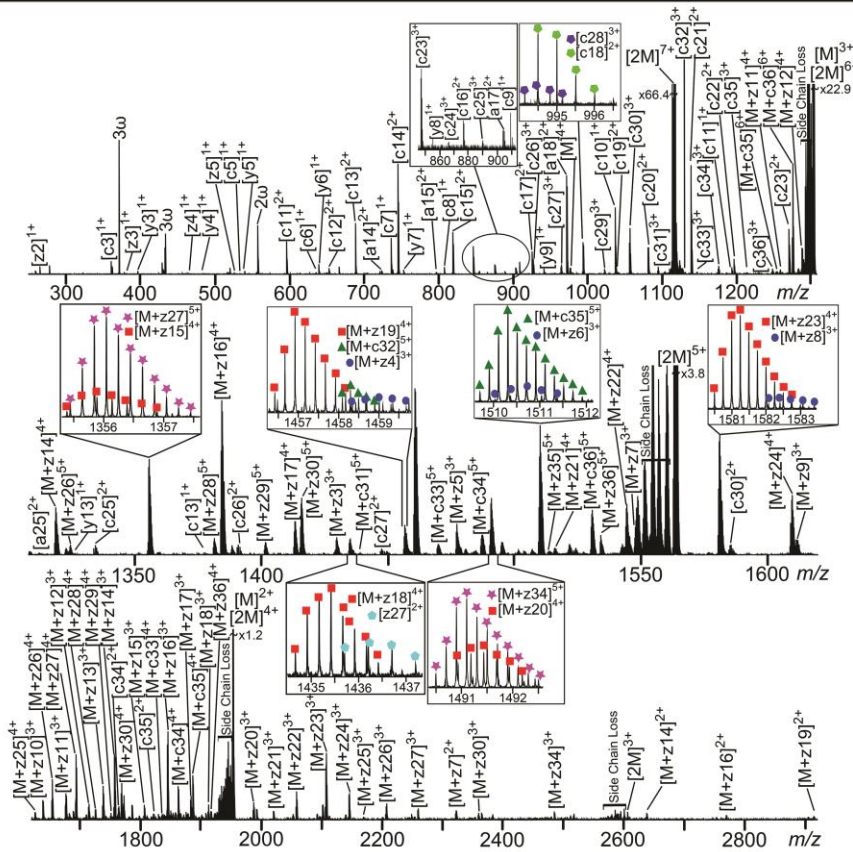 [c23]3+
[y8]1+
[c24]3+
[c16]2+
[c25]3+
[a17]2+
[c9]1+
860 880 900
[c28]3+
[c18]2+
995 996
[2M]7+
x66.4
[c32]3+
[c21]2+
[c22]2+
[c35]3+
[M+z11]4+
[M+c36]6+
[M+z12]4+
Side Chain Loss
[M]3+
[2M]6+
x22.9
[z2]1+
[c3]1+
3ω
[z3]1+
[y3]1+
3ω
[z4]1+
[y4]1+
[z5]1+
[c5]1+
[y5]1+
2ω
[c11]2+
[c6]1+
[y6]1+
[c12]2+
[c13]2+
[a14]2+
[c7]1+
[c14]2+
[y7]1+
[a15]2+
[c8]1+
[c15]2+
[c17]2+
[c26]3+
[y9]1+
[a18]2+
[c27]3+
[M]4+
[c10]1+
[c29]3+
[c19]2+
[c30]3+
[c20]2+
[c31]3+
[c33]3+
[c34]3+
[c11]1+
[M+c35]6+
[c36]3+
[c23]2+
300 400 500 600 700 800 900 1000 1100 1200 m/z
[M+z27]5+
[M+z15]4+
1356 1357
[M+z19]4+
[M+c32]5+
[M+z4]3+
1457 1458 1459
[M+c35]5+
[M+z6]3+
1510 1511 1512
[M+z23]4+
[M+z8]3+
1581 1582 1583
[a25]2+
[M+z14]4+
[M+z26]5+
[y13]1+
[c25]2+
[c13]1+
[M+z28]5+
[M+z16]4+
[c26]2+
[M+z29]5+
[M+z17]4+
[M+z30]5+
[M+z3]3+
[M+c31]5+
[c27]2+
[M+c33]5+
[M+z5]3+
[M+c34]5+
[M+z35]5+
[M+z21]4+
[M+c36]5+
[M+z36]5+
[M+z22]4+
[M+z7]3+
Side Chain Loss
[2M]5+
x3.8
[c30]2+
[M+z24]4+
[M+z9]3+
1350 1400 1550 1600 m/z
[M+z18]4+
[z27]2+
1435 1436 1437
[M+z34]5+
[M+z20]4+
1491 1492
[M+z25]4+
[M+z10]3+
[M+z26]4+
[M+z11]3+
[M+z27]4+
[M+z12]3+
[M+z28]4+
[M+z13]3+
[M+z29]4+
[M+z14]3+
[c34]2+
[M+z30]4+
[M+z15]3+
[c35]2+
[M+c33]4+
[M+z16]3+
[M+c34]4+
[M+z17]3+
[M+c35]4+
[M+z18]3+
[M+z36]4+
Side Chain Loss
[M]2+
[2M]4+
x1.2
[M+z20]3+
[M+z21]3+
[M+z22]3+
[M+z23]3+
[M+z24]3+
[M+z25]3+
[M+z26]3+
[M+z27]3+
[M+z7]2+
[M+z30]3+
[M+z34]3+
Side Chain Loss
[2M]3+
[M+z14]2+
[M+z16]2+
[M+z19]2+
1800 2000 2200 2400 2600 2800 m/z